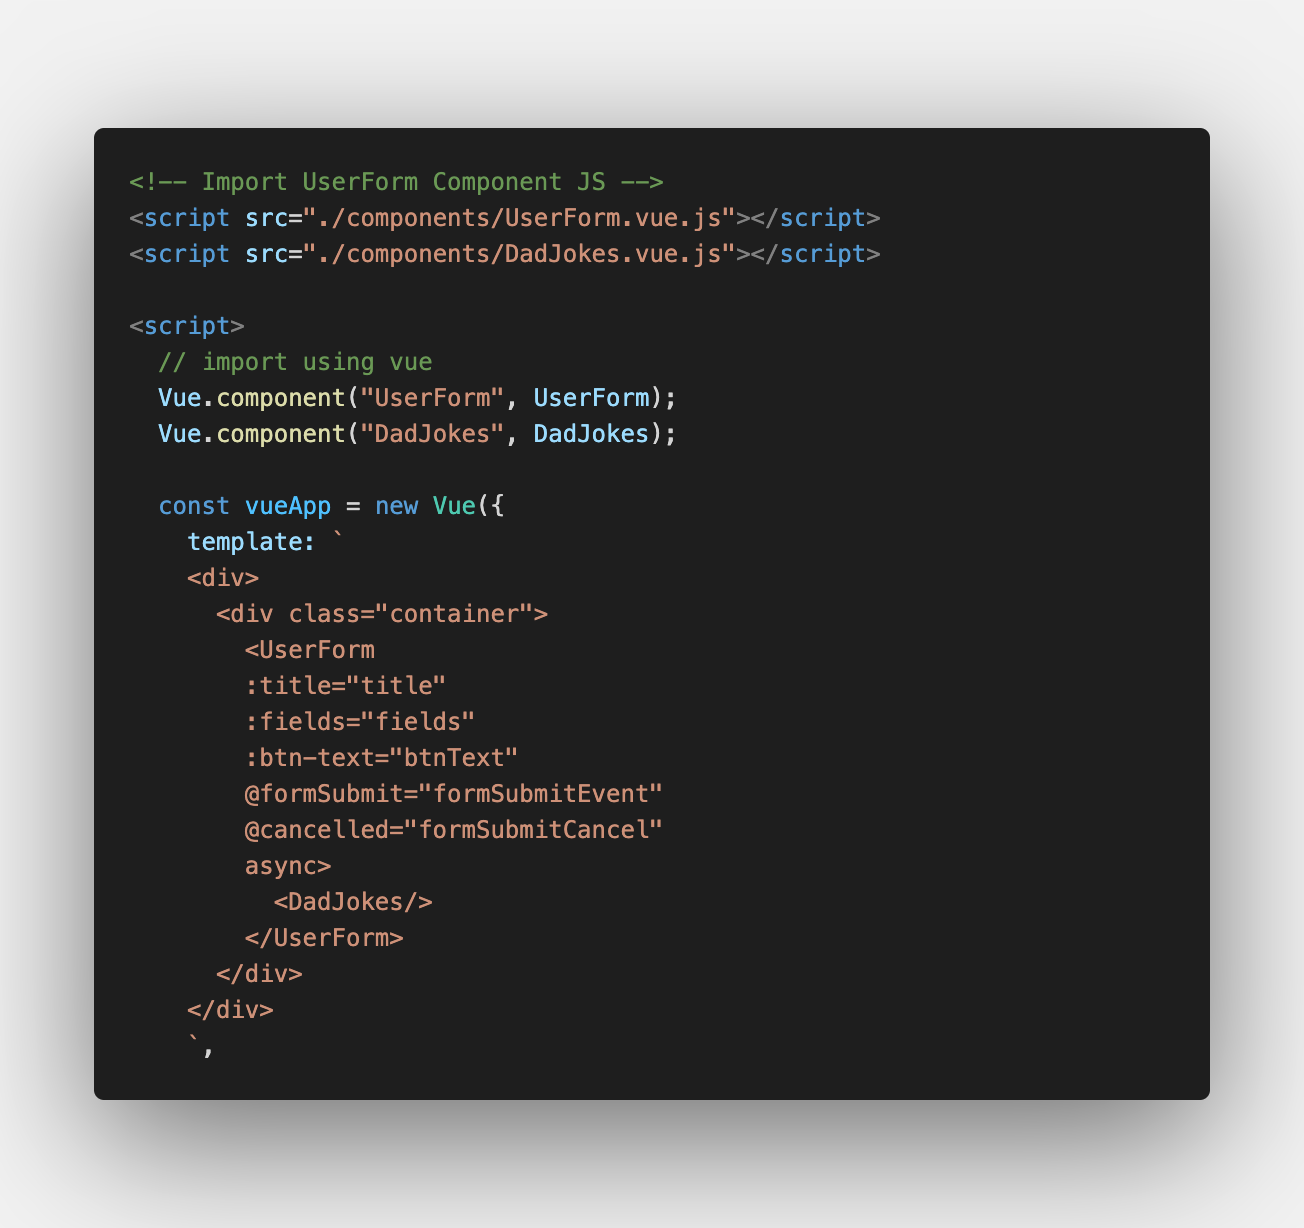 <!-- Import UserForm Component JS -->
<script src="./components/UserForm.vue.js"></script>
<script src="./components/DadJokes.vue.js"></script>

<script>
  // import using vue
  Vue.component("UserForm", UserForm);
  Vue.component("DadJokes", DadJokes);

  const vueApp = new Vue({
    template: `
    <div>
      <div class="container">
        <UserForm
        :title="title"
        :fields="fields"
        :btn-text="btnText"
        @formSubmit="formSubmitEvent"
        @cancelled="formSubmitCancel"
        async>
          <DadJokes/>
        </UserForm>
      </div>
    </div>
    `,